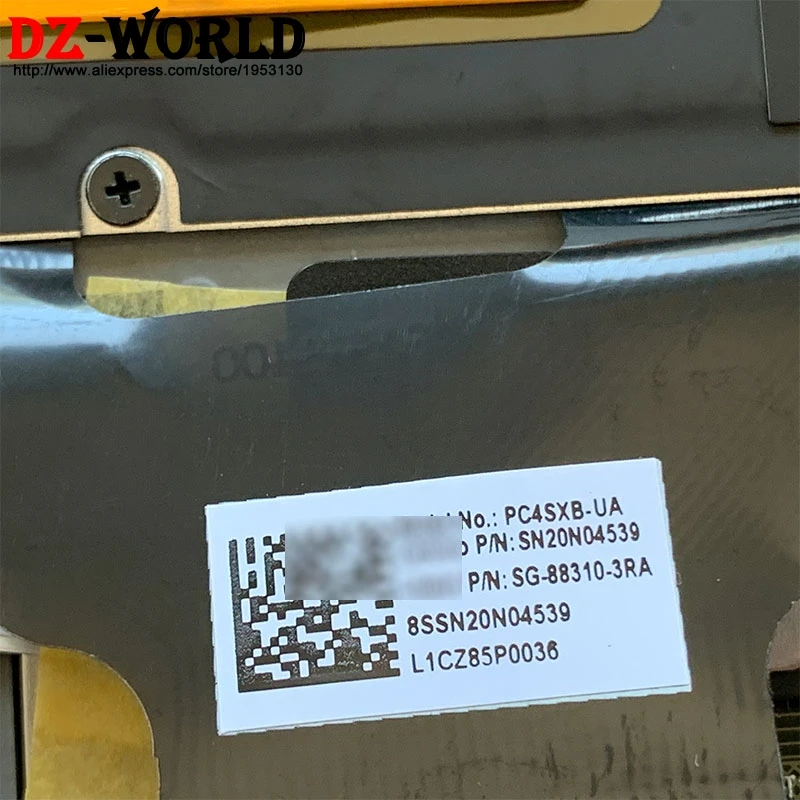 DZ-WORLD
http://www.aliexpress.com/store/1953130
No.: PC4SXB-UA
P/N: SN20N04539
P/N: SG-88310-3RA
8SSN20N04539
L1CZ85P0036